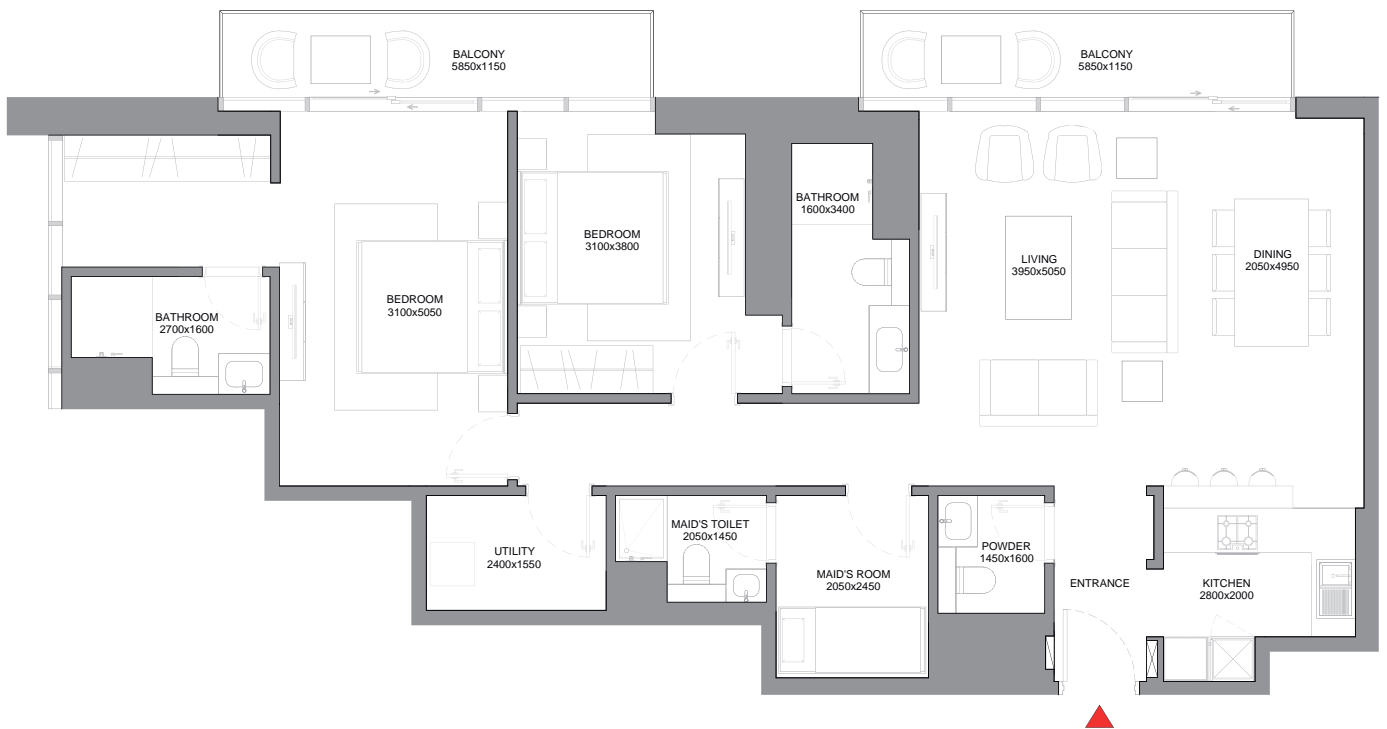 BALCONY
5850x1150
BALCONY
5850x1150
BATHROOM
1600x3400
BEDROOM
3100x3800
LIVING
3950x5050
DINING
2050x4950
BEDROOM
3100x5050
BATHROOM
2700x1600
MAID'S TOILET
2050x1450
UTILITY
2400x1550
POWDER
1450x1600
MAID'S ROOM
2050x2450
ENTRANCE
KITCHEN
2800x2000